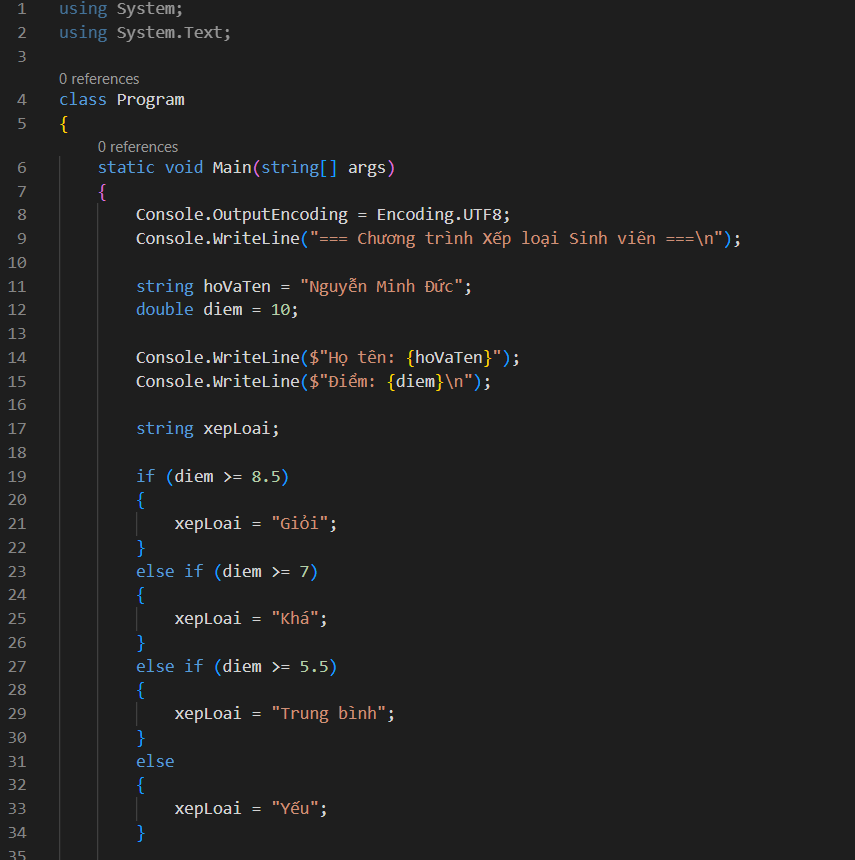 1 using System;
2 using System.Text;
3
0 references
4 class Program
5 {
0 references
6 static void Main(string[] args)
7 {
8 Console.OutputEncoding = Encoding.UTF8;
9 Console.WriteLine("=== Chương trình Xếp loại Sinh viên ===\n");
10
11 string hoVaTen = "Nguyễn Minh Đức";
12 double diem = 10;
13
14 Console.WriteLine($"Họ tên: {hoVaTen}");
15 Console.WriteLine($"Điểm: {diem}\n");
16
17 string xepLoai;
18
19 if (diem >= 8.5)
20 {
21 xepLoai = "Giỏi";
22 }
23 else if (diem >= 7)
24 {
25 xepLoai = "Khá";
26 }
27 else if (diem >= 5.5)
28 {
29 xepLoai = "Trung bình";
30 }
31 else
32 {
33 xepLoai = "Yếu";
34 }
35